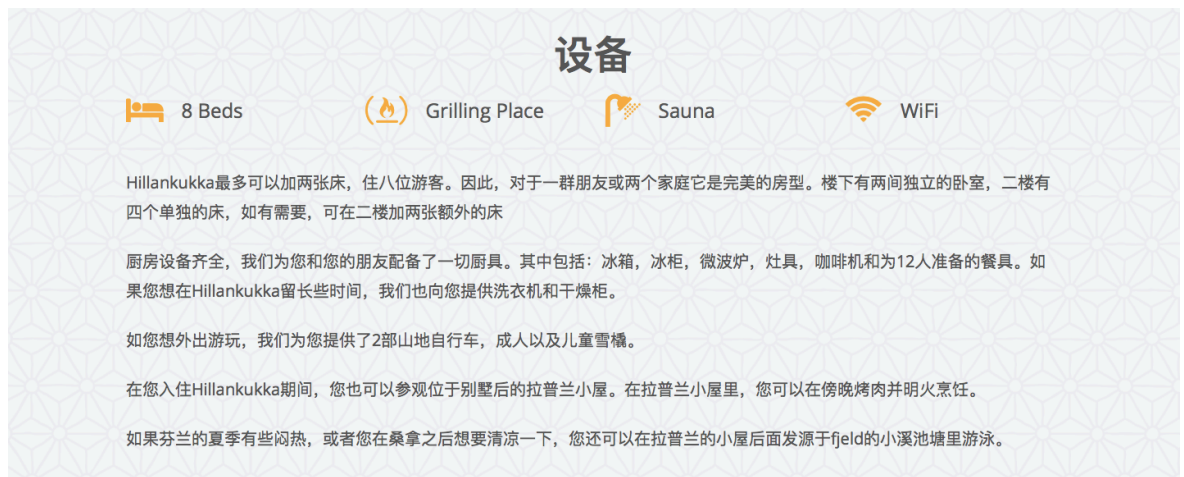 设备
8 Beds Grilling Place Sauna WiFi
Hillankukka最多可以加两张床，住八位游客。因此，对于一群朋友或两个家庭它是完美的房型。楼下有两间独立的卧室，二楼有
四个单独的床，如有需要，可在二楼加两张额外的床
厨房设备齐全，我们为您和您的朋友配备了一切厨具。其中包括：冰箱，冰柜，微波炉，灶具，咖啡机和为12人准备的餐具。如
果您想在Hillankukka留长些时间，我们也向您提供洗衣机和干燥柜。
如您想外出游玩，我们为您提供了2部山地自行车，成人以及儿童雪橇。
在您入住Hillankukka期间，您也可以参观位于别墅后的拉普兰小屋。在拉普兰小屋里，您可以在傍晚烤肉并明火烹饪。
如果芬兰的夏季有些闷热，或者您在桑拿之后想要清凉一下，您还可以在拉普兰的小屋后面发源于fjeld的小溪池塘里游泳。